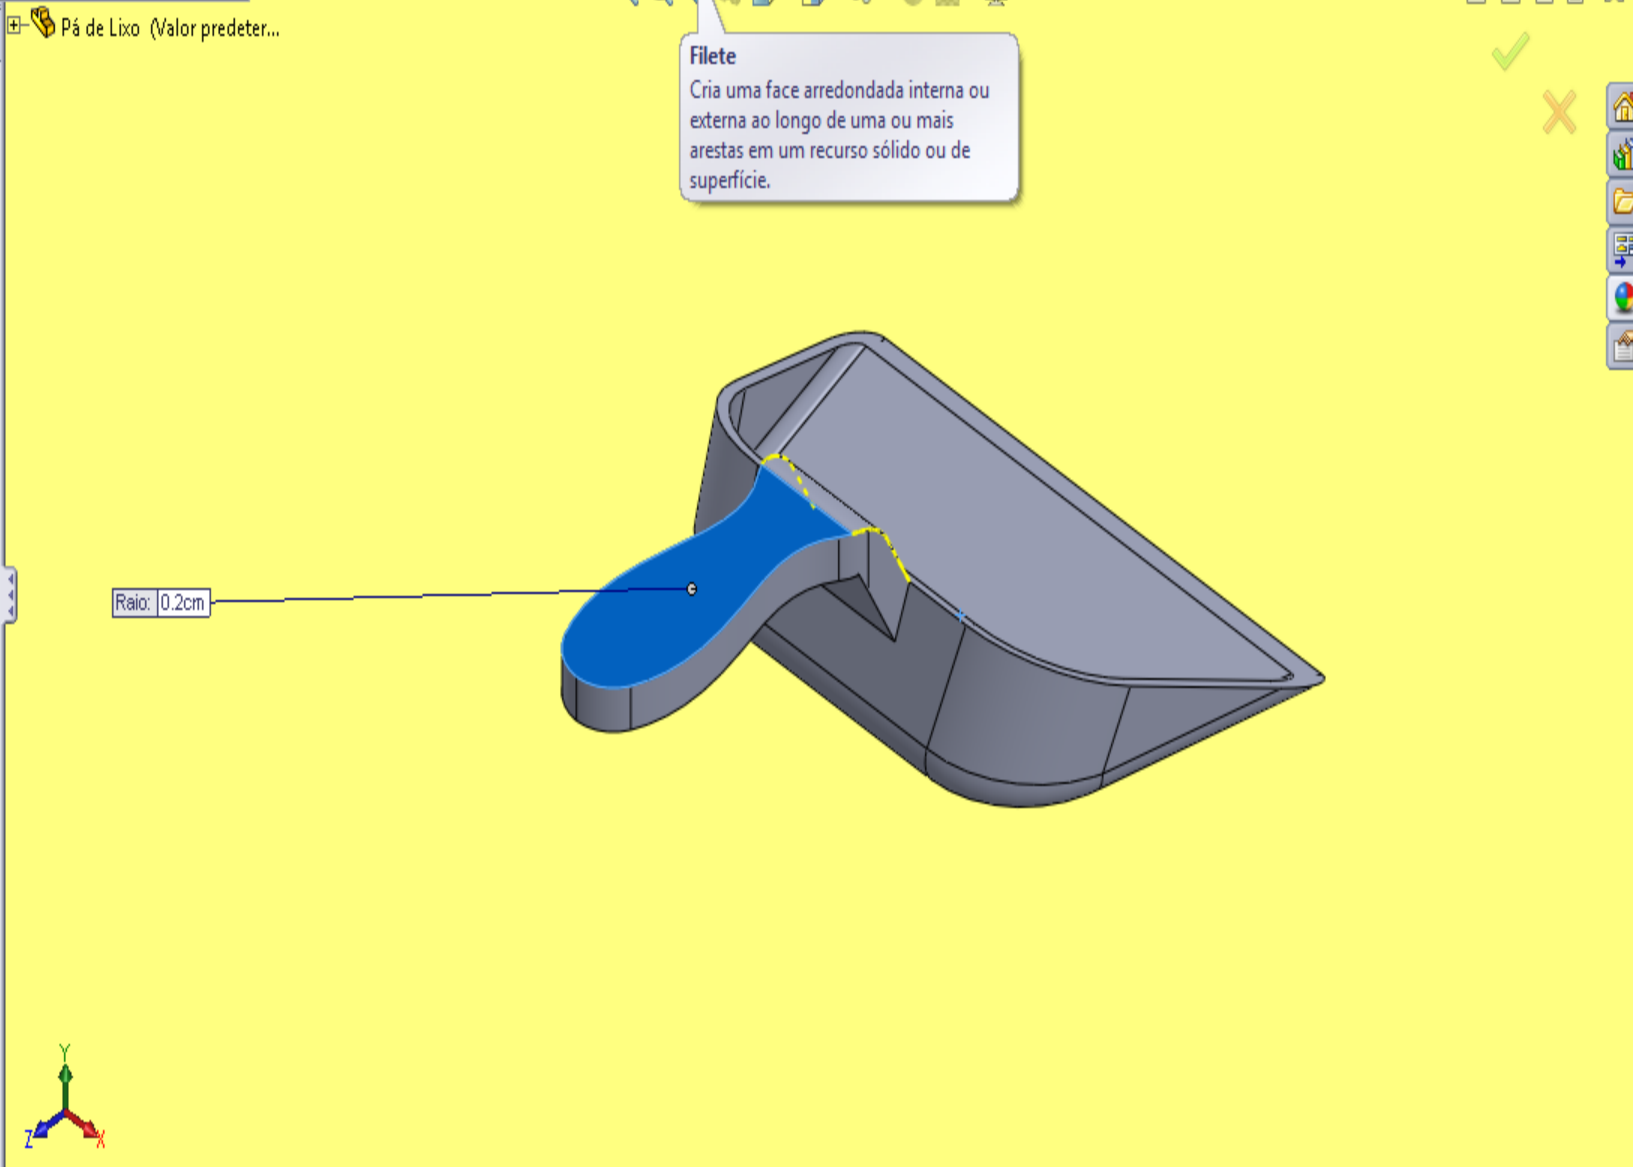 Pá de Lixo (Valor predeter...
Filete
Cria uma face arredondada interna ou
externa ao longo de uma ou mais
arestas em um recurso sólido ou de
superfície.
Raio: 0.2cm
Y
Z
X